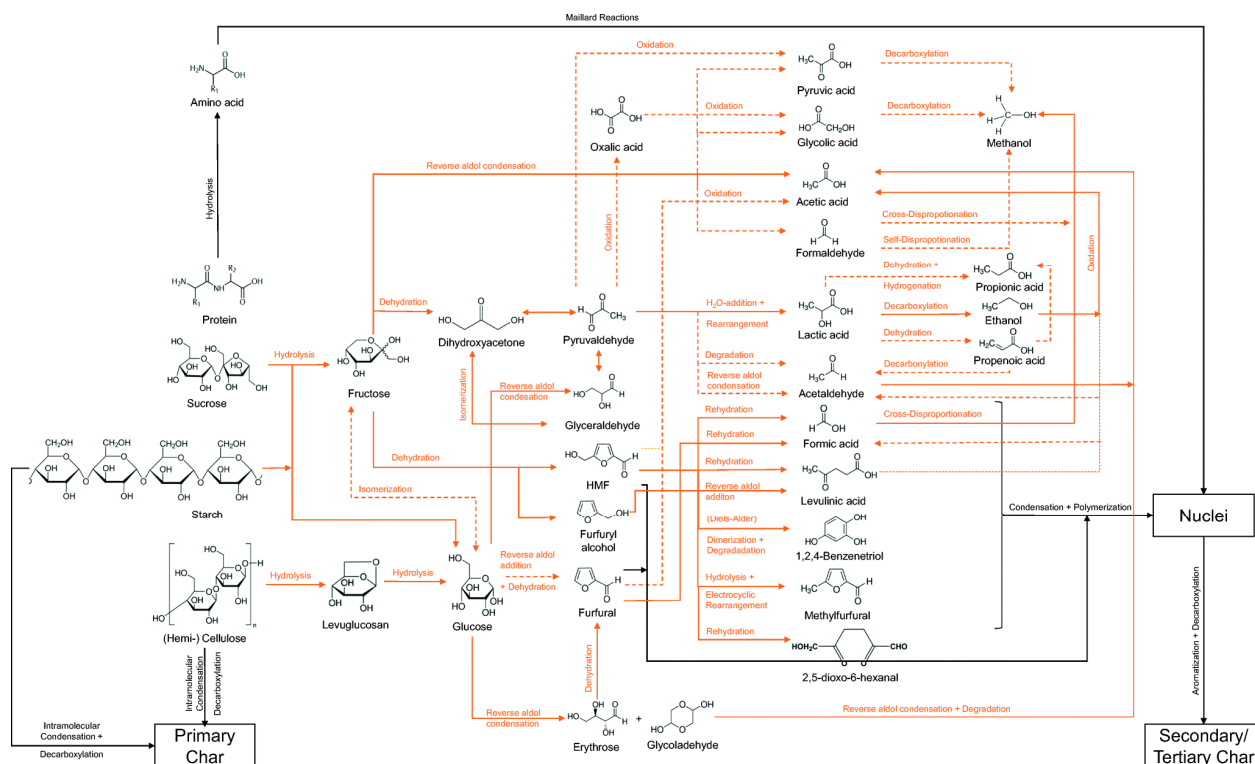 Maillard Reactions
Amino acid
Hydrolysis
Protein
Sucrose
Hydrolysis
Starch
(Hemi-) Cellulose
Hydrolysis
Levuglucosan
Hydrolysis
Glucose
Intramolecular
Condensation
Decarboxylation
Intramolecular
Condensation +
Decarboxylation
Primary
Char
Fructose
Isomerization
Dehydration
Reverse aldol condensation
Dihydroxyacetone
Pyruvaldehyde
Isomerization
Reverse aldol
condesation
Glyceraldehyde
Dehydration
HMF
Furfuryl
alcohol
Reverse aldol
addition
+ Dehydration
Furfural
Dehydration
Reverse aldol
condensation
Erythrose
+
Glycoladehyde
Reverse aldol condensation + Degradation
Oxidation
Oxalic acid
Oxidation
Oxidation
Oxidation
Pyruvic acid
Decarboxylation
Glycolic acid
Decarboxylation
Methanol
Acetic acid
Cross-Dispropotionation
Formaldehyde
Self-Dispropotionation
Oxidation
H2O-addition +
Rearrangement
Lactic acid
Dehydration +
Hydrogenation
Propionic acid
Decarboxylation
Ethanol
Dehydration
Propenoic acid
Degradation
Reverse aldol
condensation
Decarbonylation
Acetaldehyde
Rehydration
Formic acid
Cross-Disproportionation
Rehydration
Rehydration
Levulinic acid
Reverse aldol
additon
(Diels-Alder)
Dimerization +
Degradadation
1,2,4-Benzenetriol
Hydrolysis +
Electrocyclic
Rearrangement
Methylfurfural
Rehydration
HOH2C
CHO
O
O
2,5-dioxo-6-hexanal
Condensation + Polymerization
Nuclei
Aromatization + Decarboxylation
Secondary/
Tertiary Char